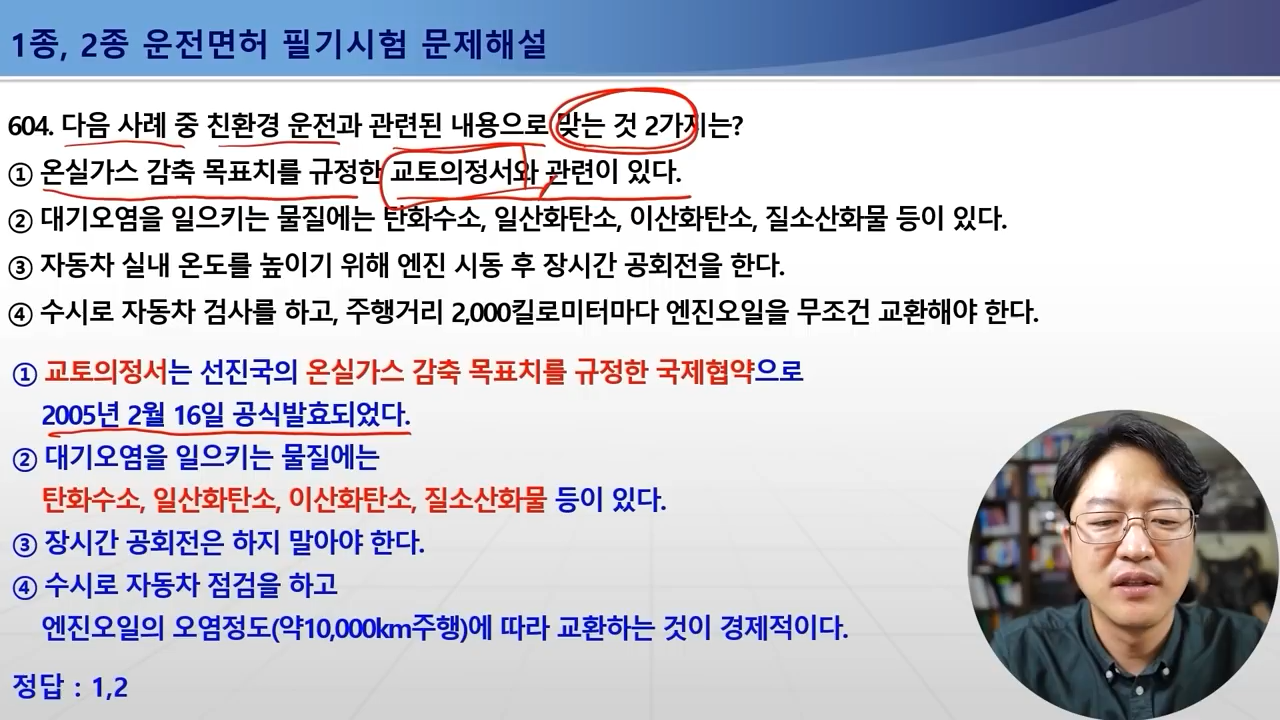 1종, 2종 운전면허 필기시험 문제해설
604. 다음 사례 중 친환경 운전과 관련된 내용으로 맞는 것 2가지는?
① 온실가스 감축 목표치를 규정한 교토의정서와 관련이 있다.
② 대기오염을 일으키는 물질에는 탄화수소, 일산화탄소, 이산화탄소, 질소산화물 등이 있다.
③ 자동차 실내 온도를 높이기 위해 엔진 시동 후 장시간 공회전을 한다.
④ 수시로 자동차 검사를 하고, 주행거리 2,000킬로미터마다 엔진오일을 무조건 교환해야 한다.
① 교토의정서는 선진국의 온실가스 감축 목표치를 규정한 국제협약으로
2005년 2월 16일 공식발효되었다.
② 대기오염을 일으키는 물질에는
탄화수소, 일산화탄소, 이산화탄소, 질소산화물 등이 있다.
③ 장시간 공회전은 하지 말아야 한다.
④ 수시로 자동차 점검을 하고
엔진오일의 오염정도(약10,000km주행)에 따라 교환하는 것이 경제적이다.
정답 : 1,2